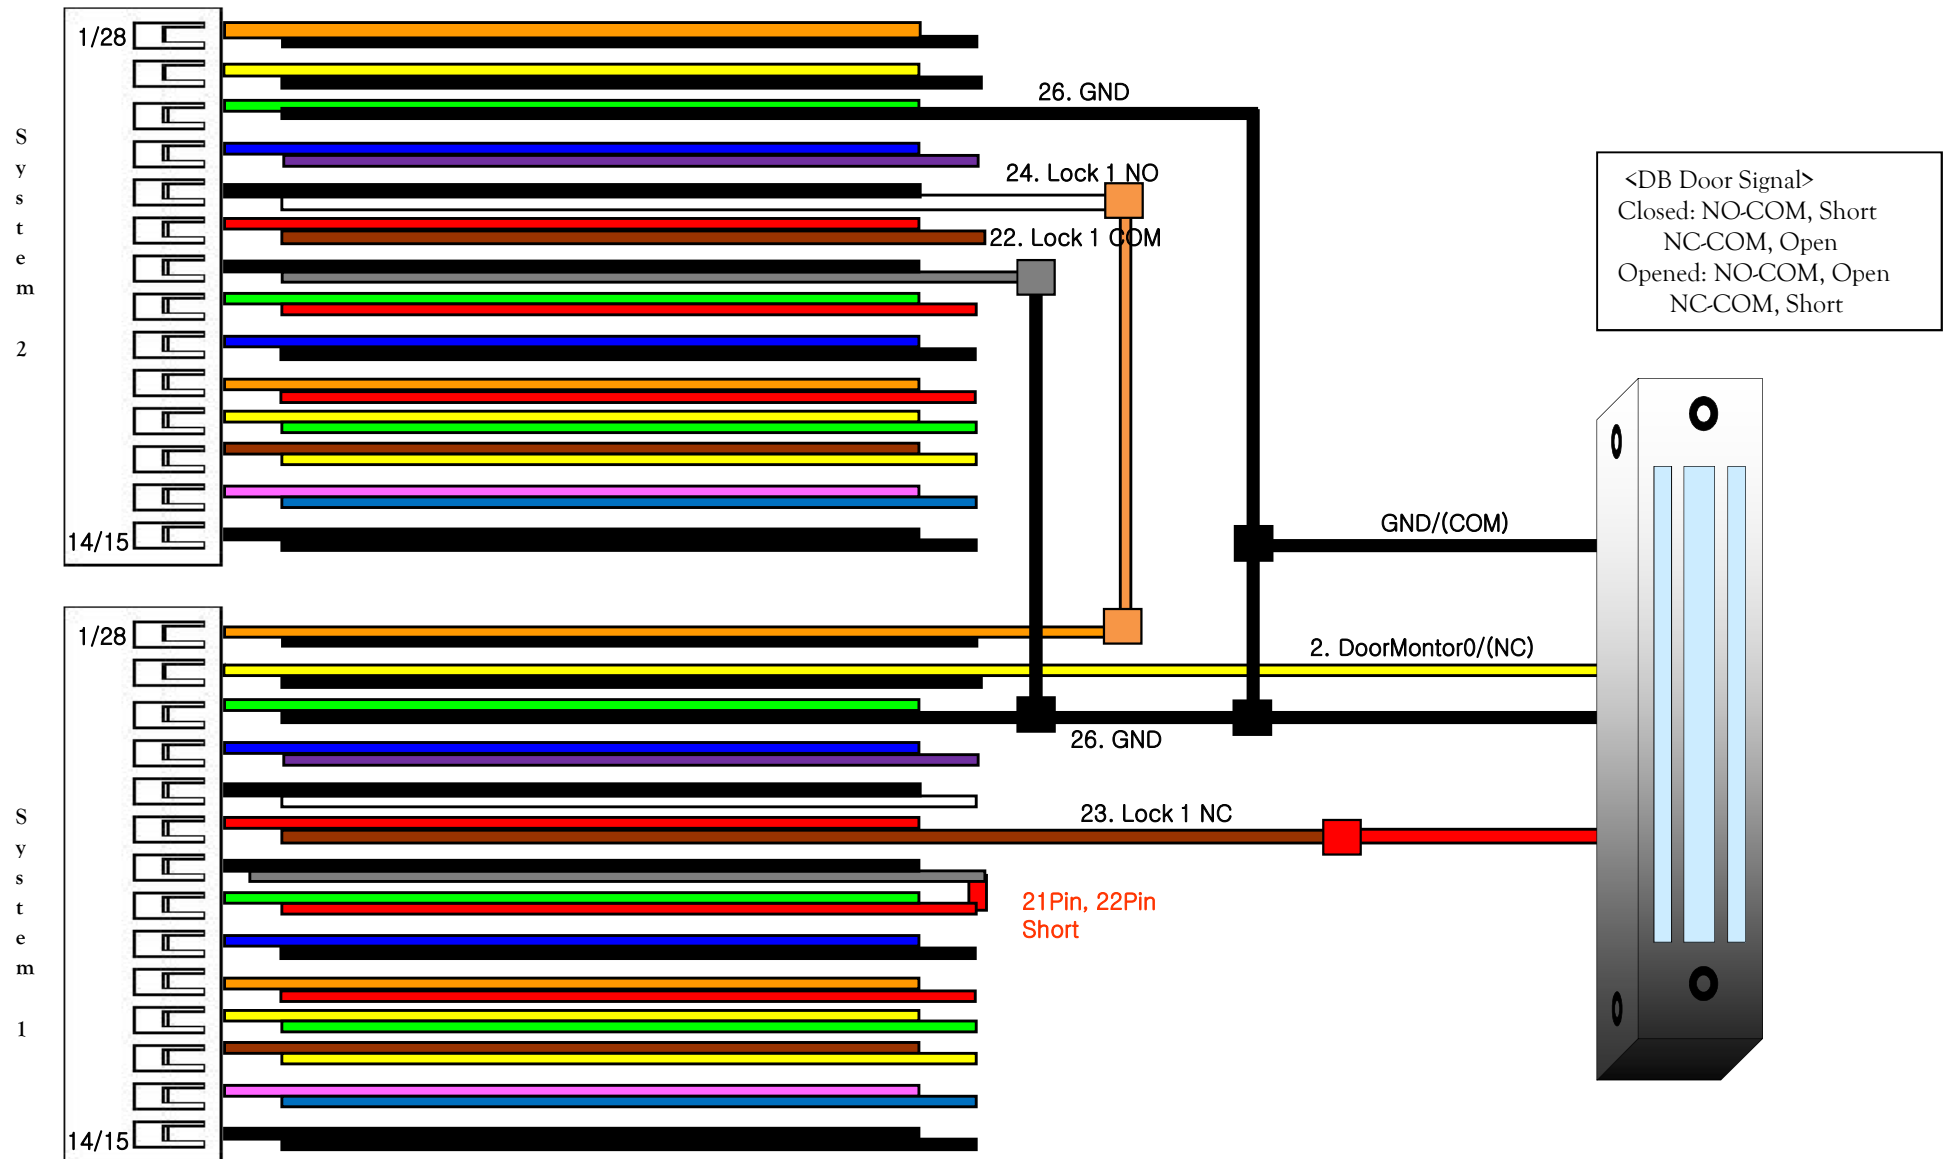 System 2
1/28
14/15
26. GND
24. Lock 1 NO
22. Lock 1 COM
<DB Door Signal>
Closed: NO-COM, Short
NC-COM, Open
Opened: NO-COM, Open
NC-COM, Short
GND/(COM)
System 1
1/28
14/15
2. DoorMontor0/(NC)
26. GND
23. Lock 1 NC
21Pin, 22Pin
Short